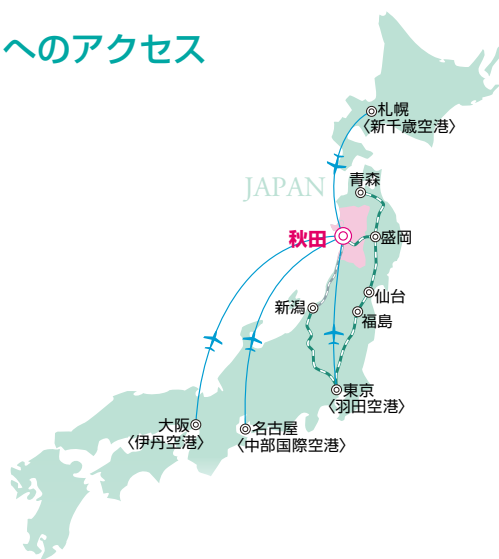 へのアクセス
札幌
〈新千歳空港〉
JAPAN
青森
秋田
盛岡
仙台
新潟
福島
東京
〈羽田空港〉
大阪
〈伊丹空港〉
名古屋
〈中部国際空港〉